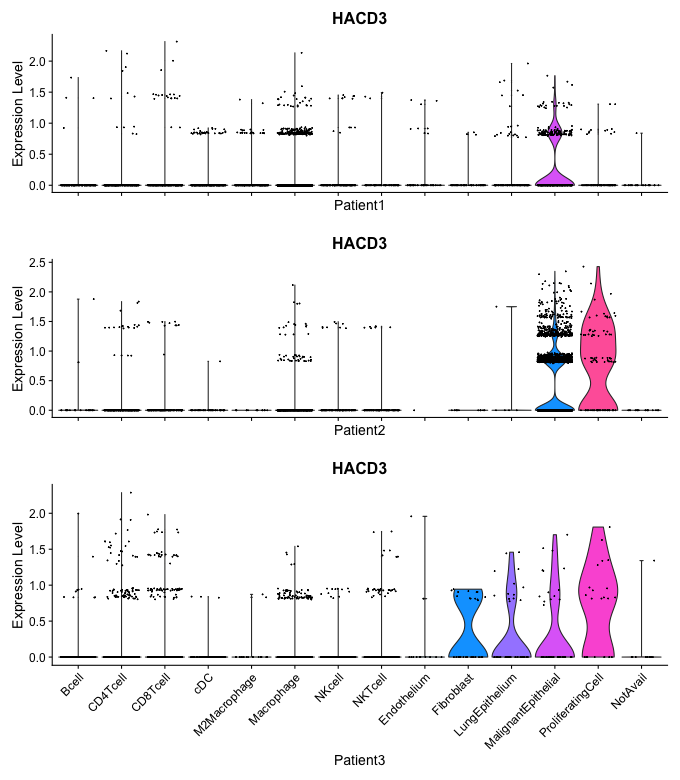 HACD3
Expression Level
2.0
1.5
1.0
0.5
0.0
Patient1
HACD3
Expression Level
2.5
2.0
1.5
1.0
0.5
0.0
Patient2
HACD3
Expression Level
2.0
1.5
1.0
0.5
0.0
Bcell
CD4Tcell
CD8Tcell
cDC
M2Macrophage
Macrophage
NKcell
NKTcell
Endothelium
Fibroblast
LungEpithelium
MalignantEpithelial
ProliferatingCell
NotAvail
Patient3